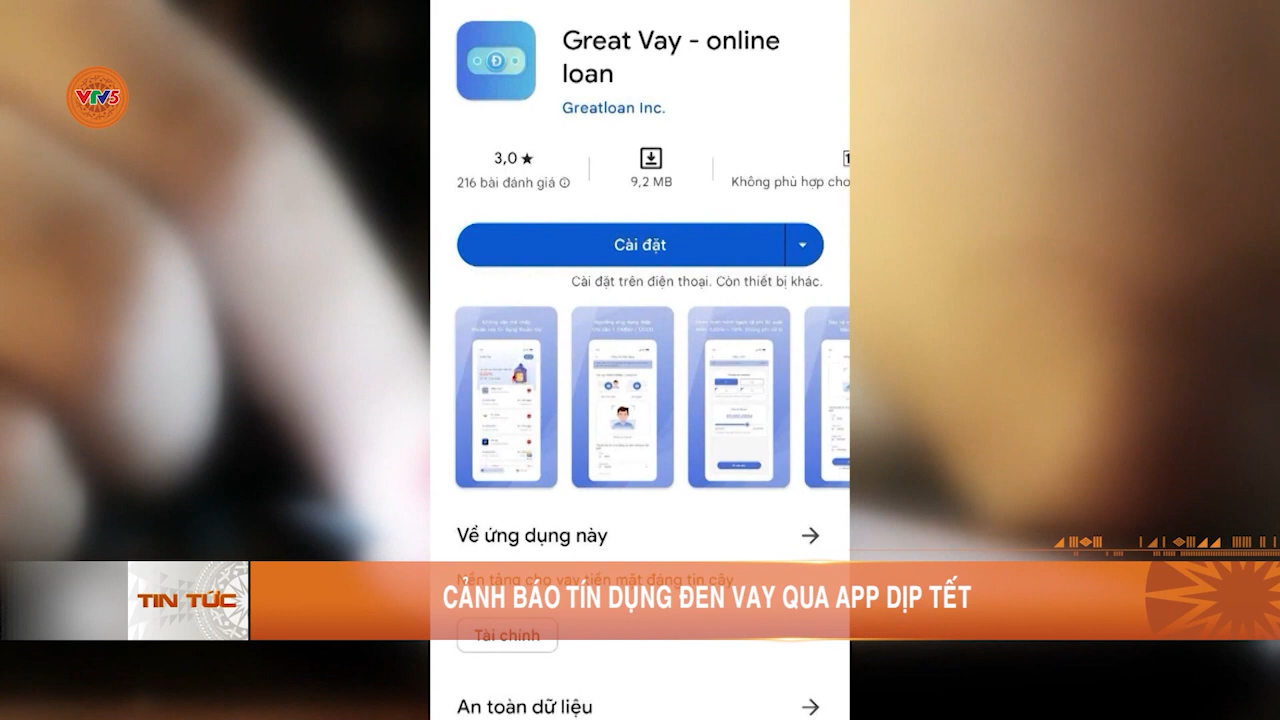 VTV5
Great Vay - online
loan
Greatloan Inc.
3,0 ★
216 bài đánh giá
9,2 MB
Không phù hợp cho
Cài đặt
Cài đặt trên điện thoại. Còn thiết bị khác.
Về ứng dụng này
Nền tảng cho vay tiền mặt đáng tin cậy
TIN TỨC
CẢNH BÁO TÍN DỤNG ĐEN VAY QUA APP DỊP TẾT
Tài chính
An toàn dữ liệu